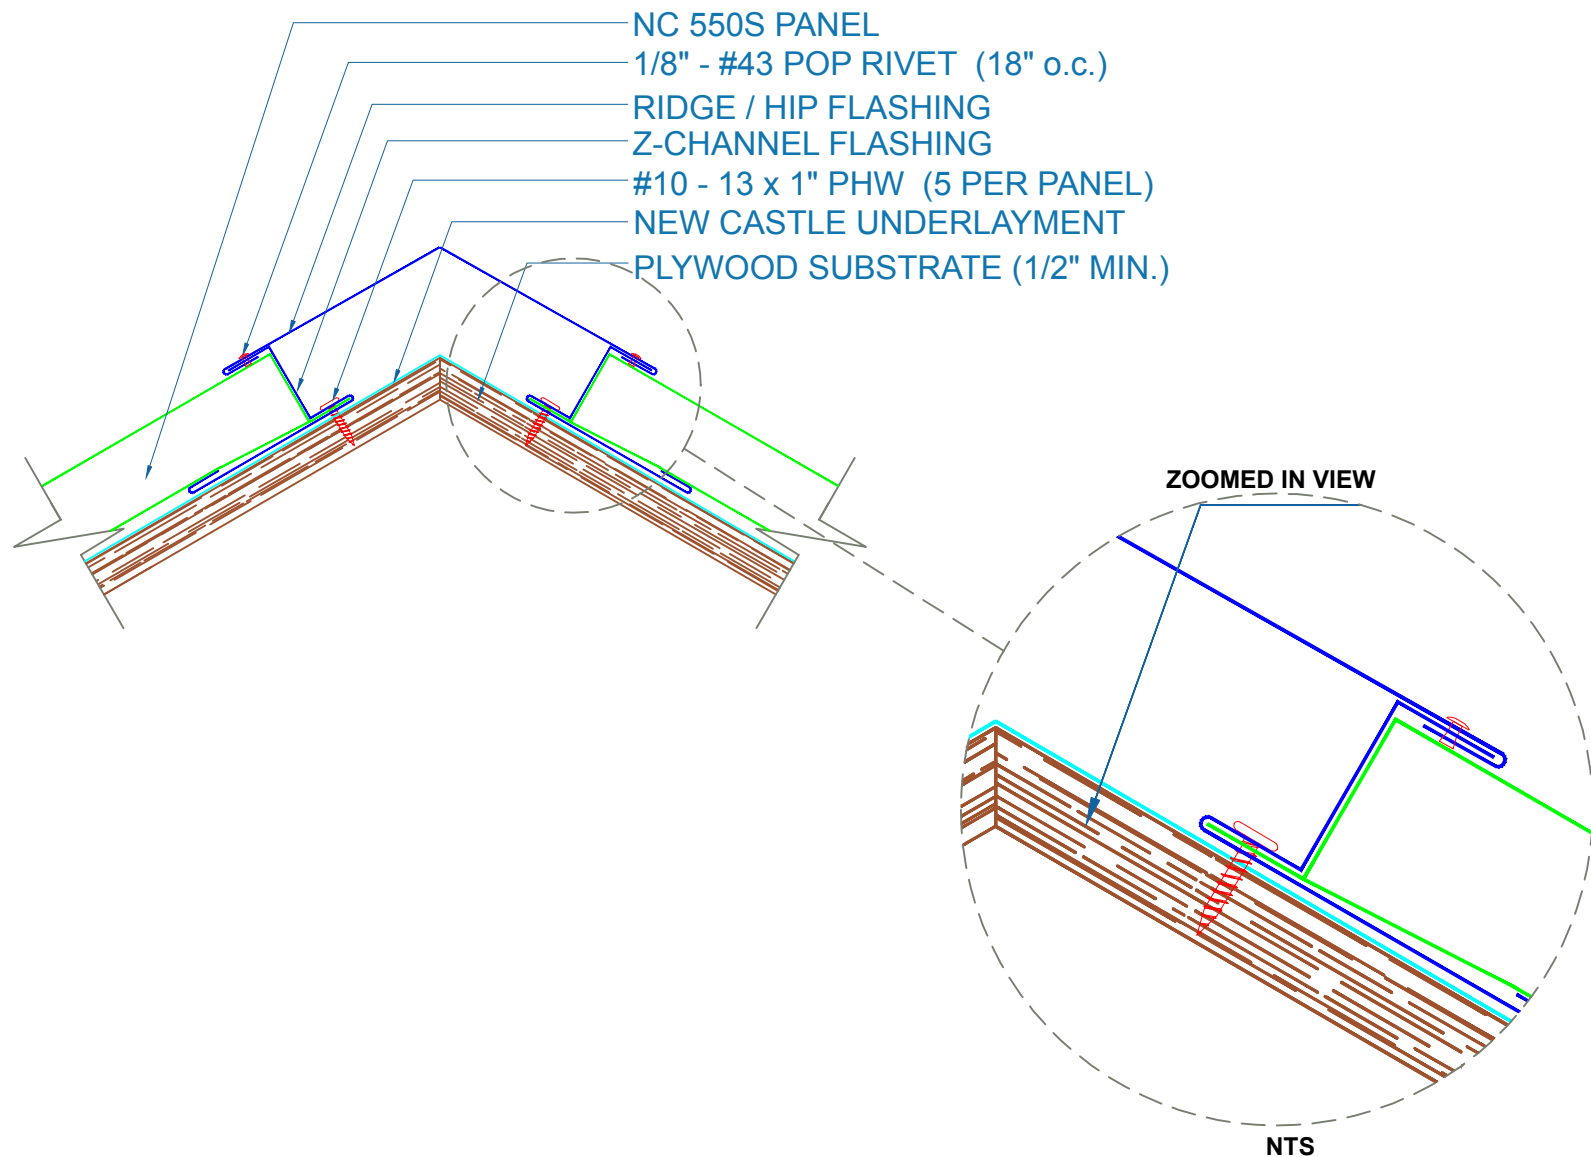 NC 550S PANEL
1/8" - #43 POP RIVET (18" o.c.)
RIDGE / HIP FLASHING
Z-CHANNEL FLASHING
#10 - 13 x 1" PHW (5 PER PANEL)
NEW CASTLE UNDERLAYMENT
PLYWOOD SUBSTRATE (1/2" MIN.)
ZOOMED IN VIEW
NTS